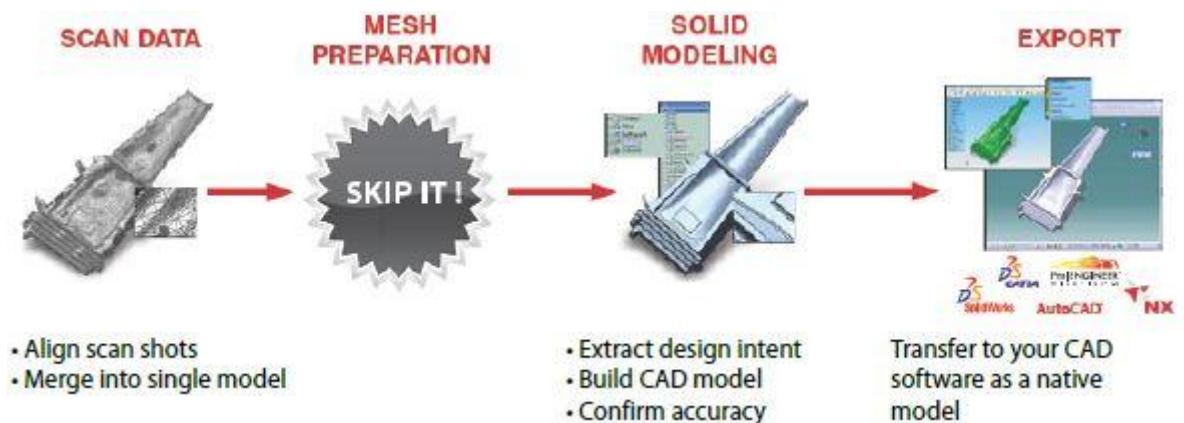 SCAN DATA
MESH
PREPARATION
SOLID
MODELING
EXPORT
SKIP IT !
DS
CATIA
Pro/ENGINEER
DS
SolidWorks
AutoCAD
NX
• Align scan shots
• Merge into single model
• Extract design intent
• Build CAD model
• Confirm accuracy
Transfer to your CAD
software as a native
model